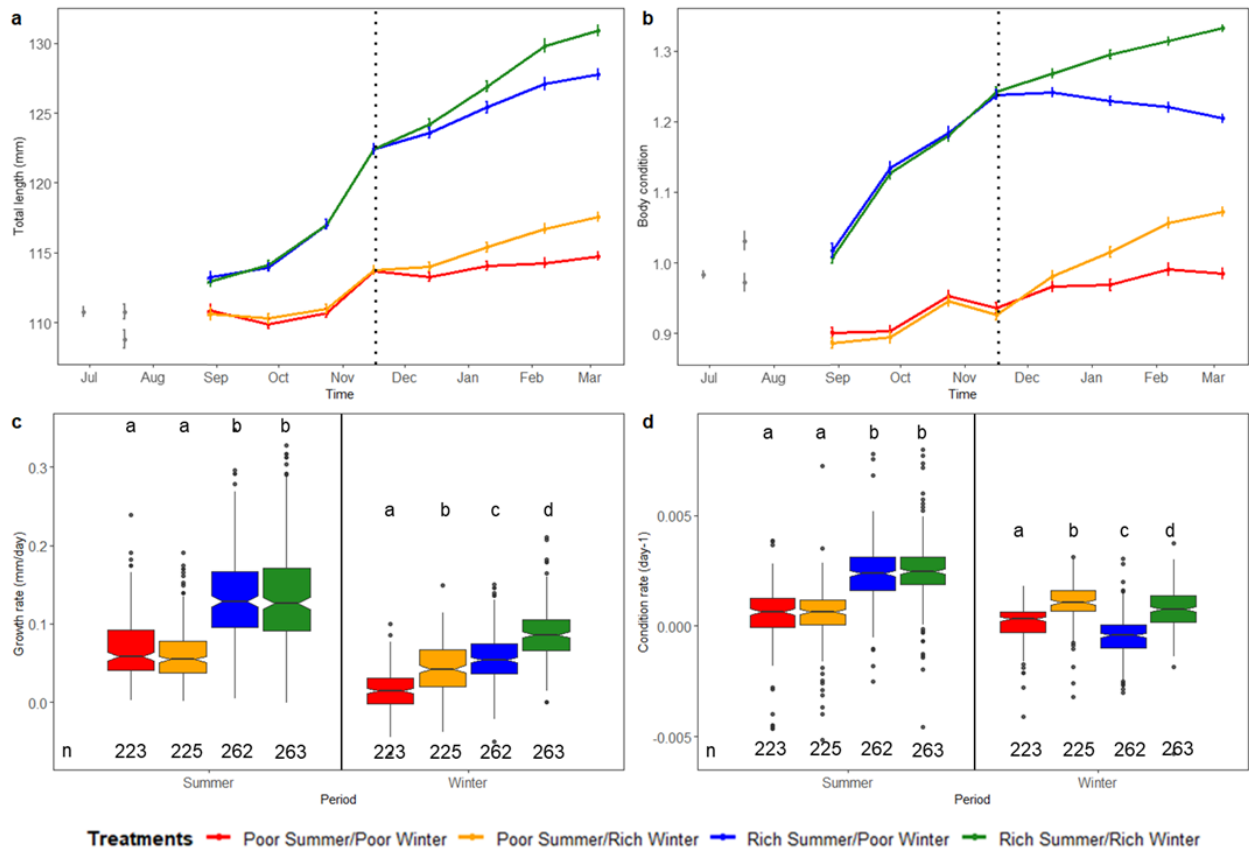 a
Total length (mm)
130
125
120
115
110
Jul Aug Sep Oct Nov Dec Jan Feb Mar
Time
b
Body condition
1.3
1.2
1.1
1.0
0.9
Jul Aug Sep Oct Nov Dec Jan Feb Mar
Time
c
Growth rate (mm/day)
0.3
0.2
0.1
0.0
a a b b
a b c d
n 223 225 262 263 223 225 262 263
Summer Winter
Period
d
Condition rate (day-1)
0.005
0.000
-0.005
a a b b
a b c d
n 223 225 262 263 223 225 262 263
Summer Winter
Period
Treatments Poor Summer/Poor Winter Poor Summer/Rich Winter Rich Summer/Poor Winter Rich Summer/Rich Winter